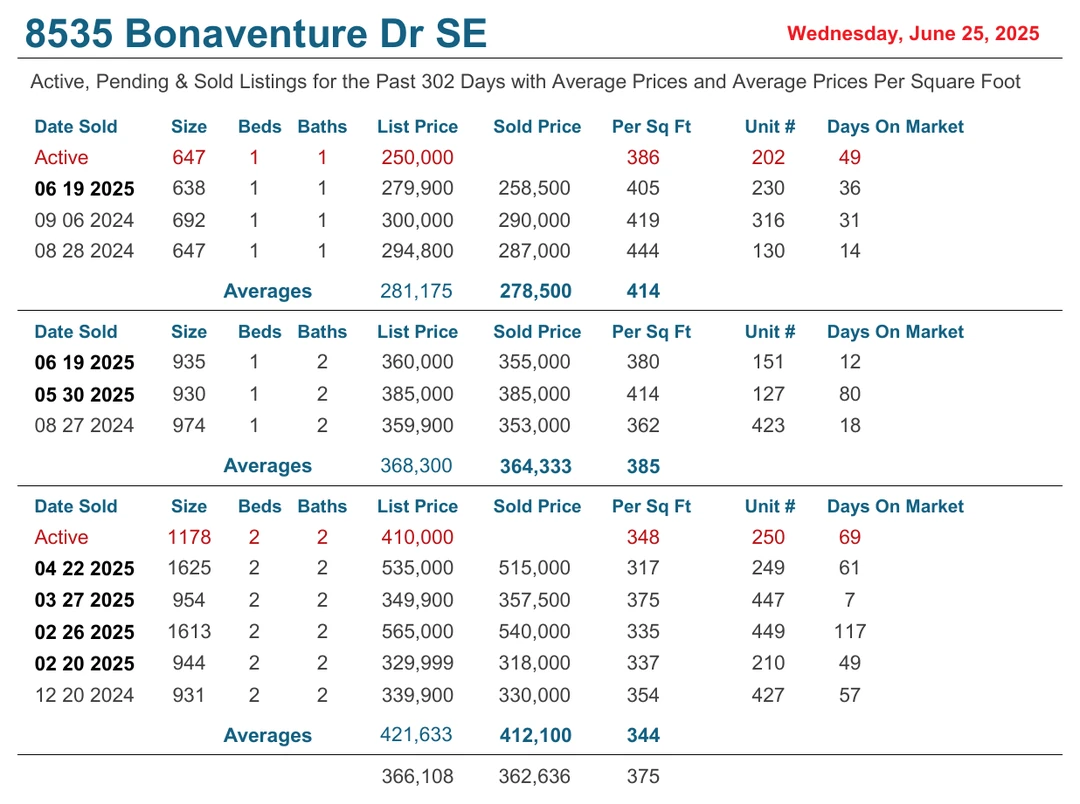 8535 Bonaventure Dr SE Wednesday, June 25, 2025
Active, Pending & Sold Listings for the Past 302 Days with Average Prices and Average Prices Per Square Foot
Date Sold Size Beds Baths List Price Sold Price Per Sq Ft Unit # Days On Market
Active 647 1 1 250,000 386 202 49
06 19 2025 638 1 1 279,900 258,500 405 230 36
09 06 2024 692 1 1 300,000 290,000 419 316 31
08 28 2024 647 1 1 294,800 287,000 444 130 14
Averages 281,175 278,500 414
Date Sold Size Beds Baths List Price Sold Price Per Sq Ft Unit # Days On Market
06 19 2025 935 1 2 360,000 355,000 380 151 12
05 30 2025 930 1 2 385,000 385,000 414 127 80
08 27 2024 974 1 2 359,900 353,000 362 423 18
Averages 368,300 364,333 385
Date Sold Size Beds Baths List Price Sold Price Per Sq Ft Unit # Days On Market
Active 1178 2 2 410,000 348 250 69
04 22 2025 1625 2 2 535,000 515,000 317 249 61
03 27 2025 954 2 2 349,900 357,500 375 447 7
02 26 2025 1613 2 2 565,000 540,000 335 449 117
02 20 2025 944 2 2 329,999 318,000 337 210 49
12 20 2024 931 2 2 339,900 330,000 354 427 57
Averages 421,633 412,100 344
366,108 362,636 375